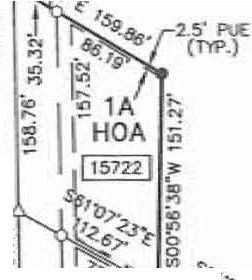 E 159.86'
86.19'
2.5' PUE
(TYP.)
35.32'
157.52'
158.76'
1A
HOA
15722
151.27'
S00°56'38"W
S61°07'23"E
12.67'